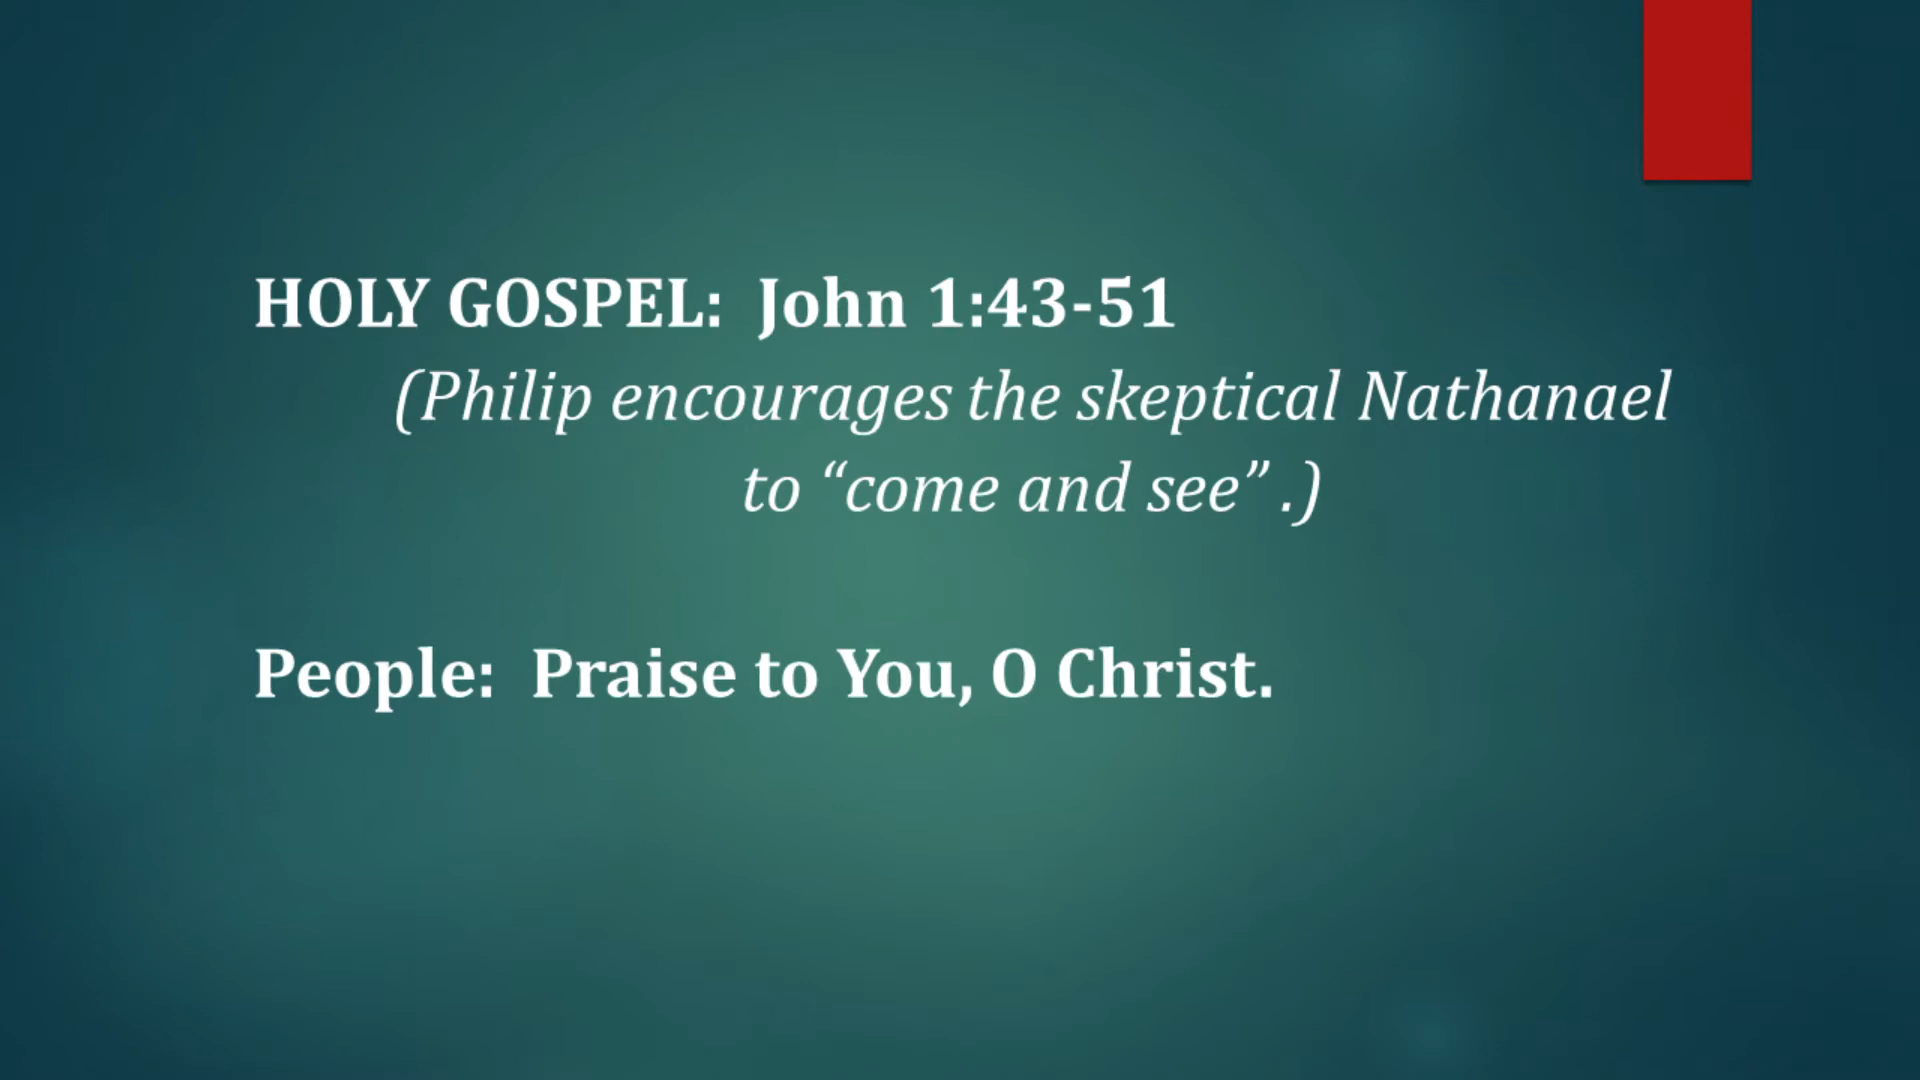 HOLY GOSPEL:  John 1:43-51
(Philip encourages the skeptical Nathanael
to “come and see” .)
People:  Praise to You, O Christ.